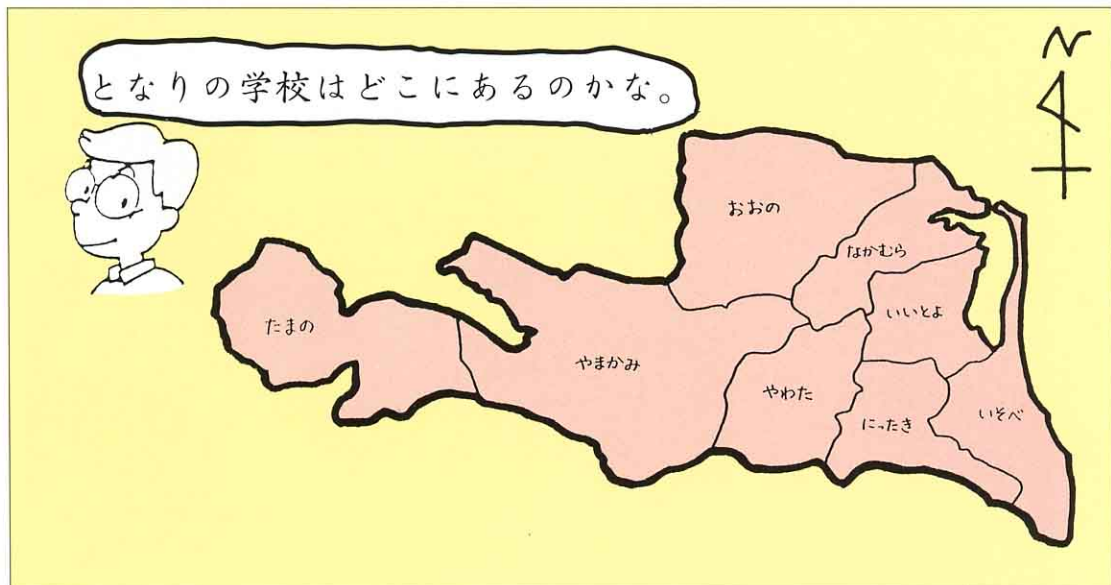 となりの学校はどこにあるのかな。
N
おおの
なかむら
いいとよ
たまの
やまかみ
やわた
にったき
いそべ